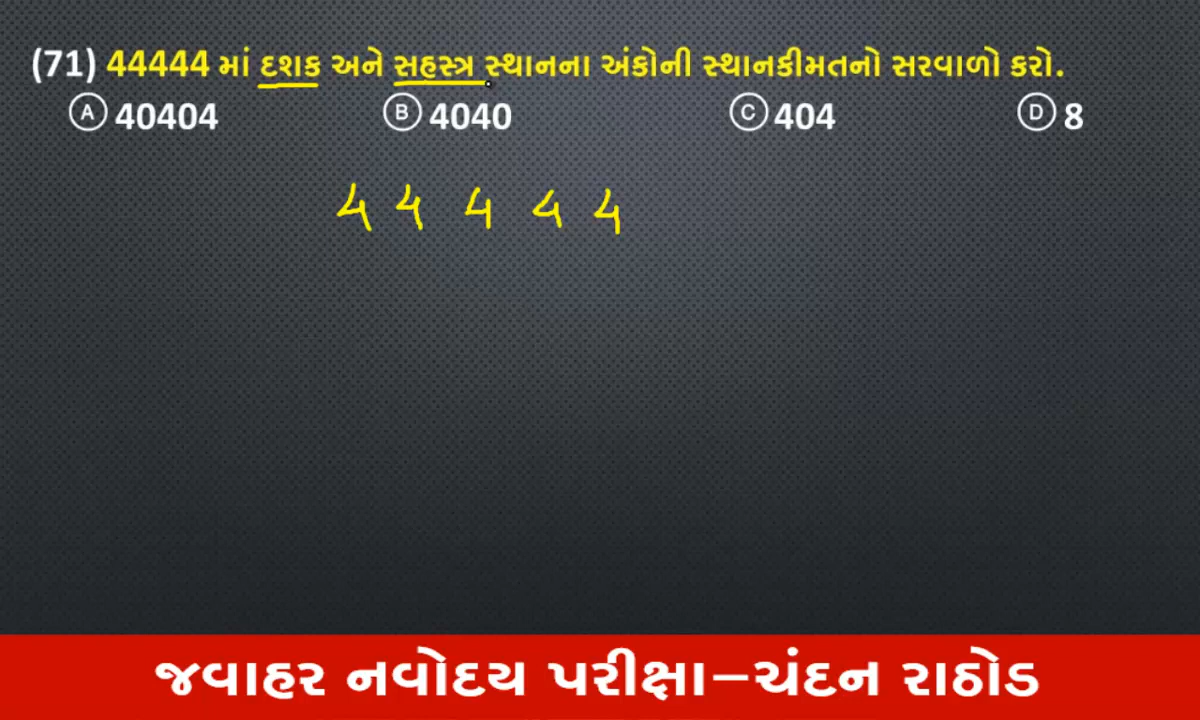 (71) 44444 માં દશક અને સહસ્ત્ર સ્થાનના અંકોની સ્થાનકીમતનો સરવાળો કરો.
A 40404 B 4040 C 404 D 8
4 4 4 4 4
જવાહર નવોદય પરીક્ષા–ચંદન રાઠોડ